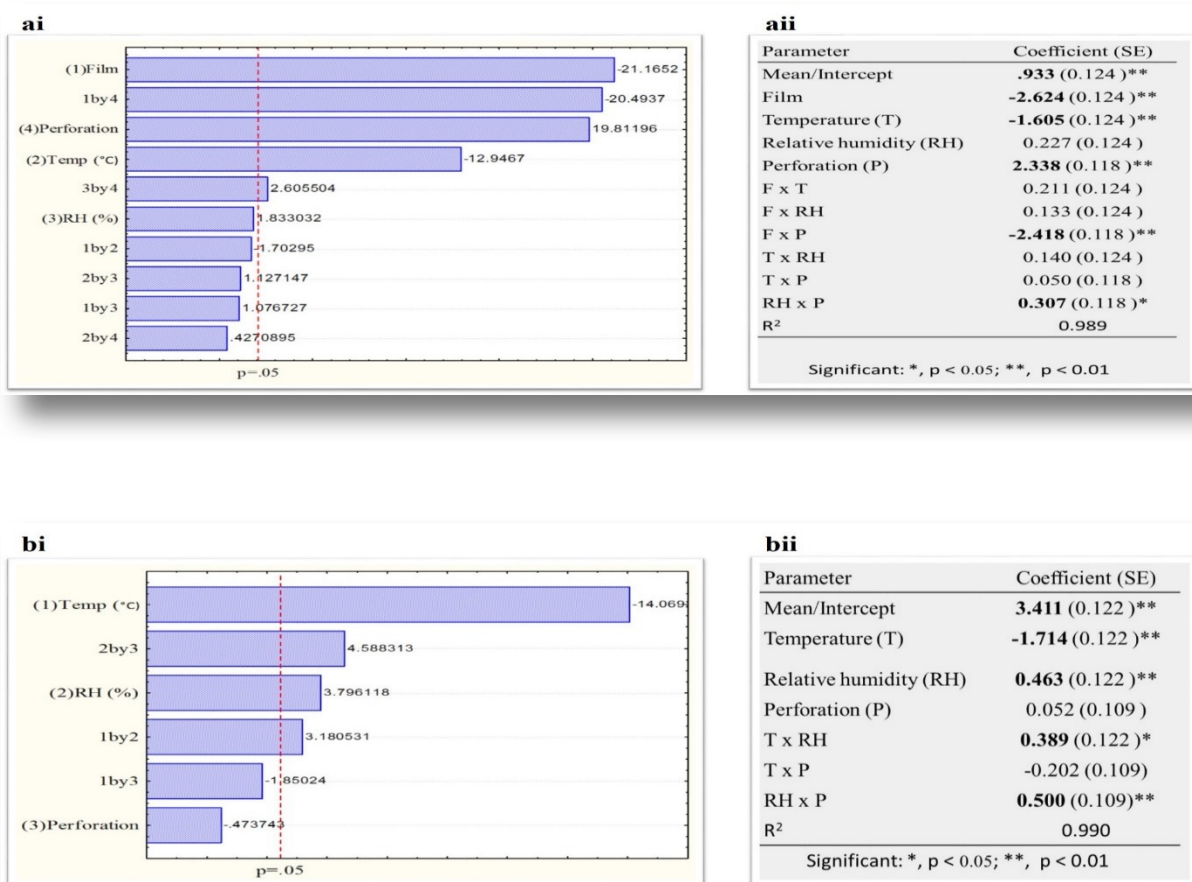 ai
(1)Film
-21.1652
1by4
-20.4937
(4)Perforation
19.81196
(2)Temp (°C)
-12.9467
3by4
2.605504
(3)RH (%)
1.833032
1by2
-1.70295
2by3
1.127147
1by3
1.076727
2by4
.4270895
p=.05
aii
Parameter Coefficient (SE)
Mean/Intercept .933 (0.124 )**
Film -2.624 (0.124 )**
Temperature (T) -1.605 (0.124 )**
Relative humidity (RH) 0.227 (0.124 )
Perforation (P) 2.338 (0.118 )**
F x T 0.211 (0.124 )
F x RH 0.133 (0.124 )
F x P -2.418 (0.118 )**
T x RH 0.140 (0.124 )
T x P 0.050 (0.118 )
RH x P 0.307 (0.118 )*
R² 0.989
Significant: *, p < 0.05; **, p < 0.01
bi
(1)Temp (°C)
-14.069
2by3
4.588313
(2)RH (%)
3.796118
1by2
3.180531
1by3
-1.85024
(3)Perforation
-.473743
p=.05
bii
Parameter Coefficient (SE)
Mean/Intercept 3.411 (0.122 )**
Temperature (T) -1.714 (0.122 )**
Relative humidity (RH) 0.463 (0.122 )**
Perforation (P) 0.052 (0.109 )
T x RH 0.389 (0.122 )*
T x P -0.202 (0.109)
RH x P 0.500 (0.109)**
R² 0.990
Significant: *, p < 0.05; **, p < 0.01